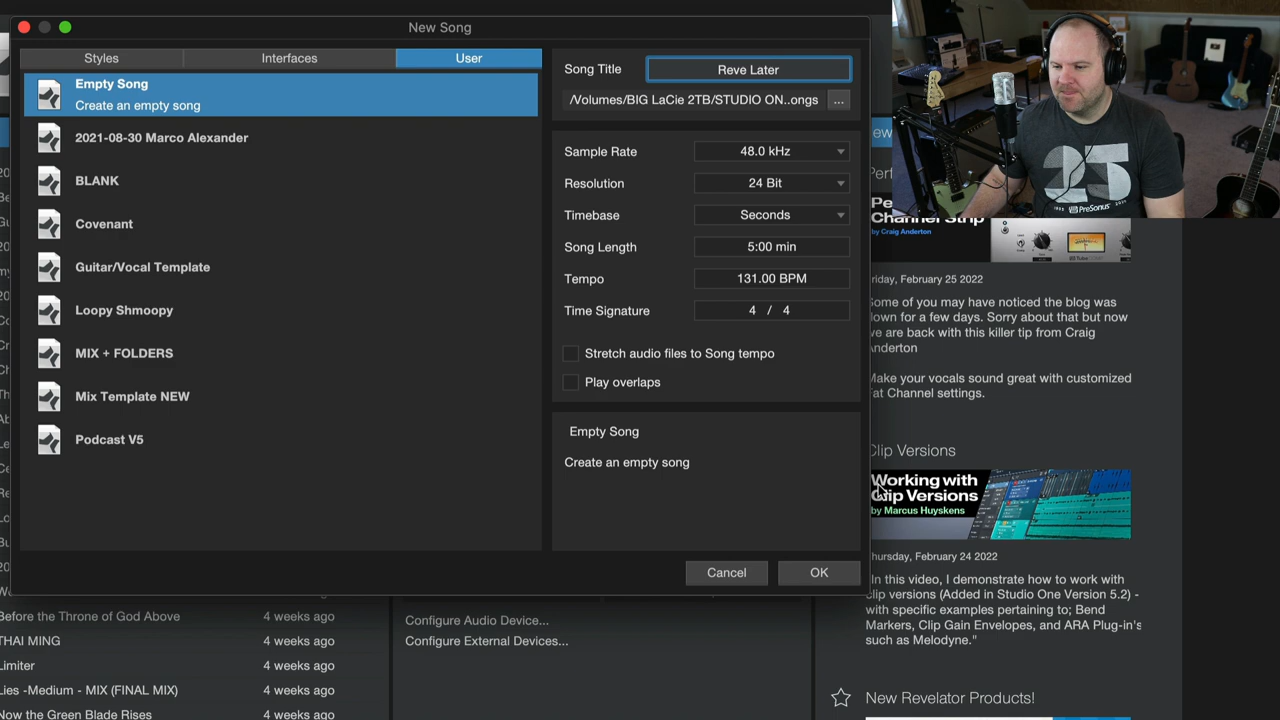 New Song
Styles
Interfaces
User
Empty Song
Create an empty song
2021-08-30 Marco Alexander
BLANK
Covenant
Guitar/Vocal Template
Loopy Shmoopy
MIX + FOLDERS
Mix Template NEW
Podcast V5
Song Title
Reve Later
/Volumes/BIG LaCie 2TB/STUDIO ON..ongs
...
Sample Rate
48.0 kHz
Resolution
24 Bit
Timebase
Seconds
Song Length
5:00 min
Tempo
131.00 BPM
Time Signature
4 / 4
Stretch audio files to Song tempo
Play overlaps
Empty Song
Create an empty song
Cancel
OK
Before the Throne of God Above
4 weeks ago
THAI MING
4 weeks ago
Limiter
4 weeks ago
Lies -Medium - MIX (FINAL MIX)
4 weeks ago
Now the Green Blade Rises
4 weeks ago
Configure Audio Device...
Configure External Devices...
25
PreSonus
Channel Strip
by Craig Anderton
riday, February 25 2022
Some of you may have noticed the blog was
down for a few days. Sorry about that but now
we are back with this killer tip from Craig
Anderton
Make your vocals sound great with customized
Fat Channel settings.
Clip Versions
Working with
Clip Versions
by Marcus Huyskens
hursday, February 24 2022
"In this video, I demonstrate how to work with
clip versions (Added in Studio One Version 5.2) -
with specific examples pertaining to; Bend
Markers, Clip Gain Envelopes, and ARA Plug-in's
such as Melodyne."
New Revelator Products!